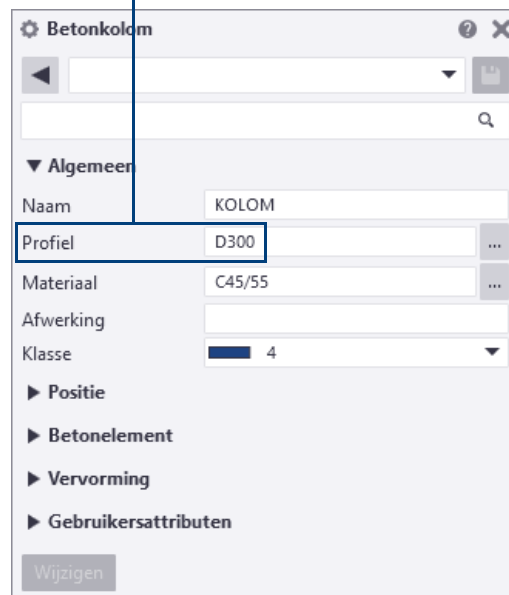 Betonkolom
Algemeen
Naam KOLOM
Profiel D300 ...
Materiaal C45/55 ...
Afwerking
Klasse 4
Positie
Betonelement
Vervorming
Gebruikersattributen
Wijzigen